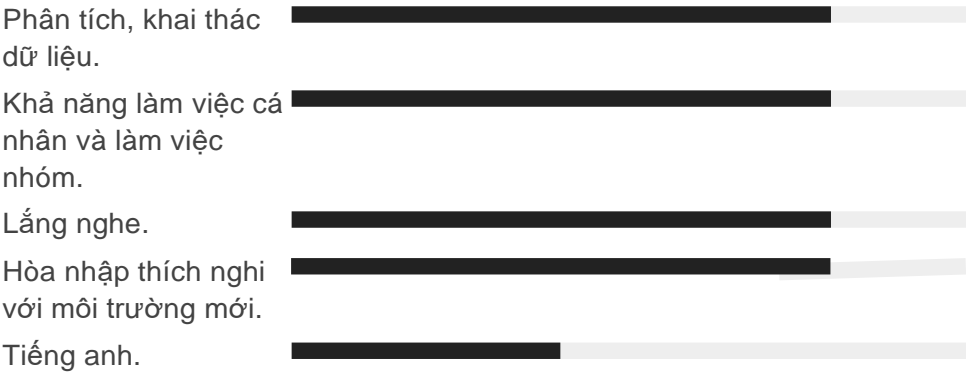 Phân tích, khai thác
dữ liệu.
Khả năng làm việc cá
nhân và làm việc
nhóm.
Lắng nghe.
Hòa nhập thích nghi
với môi trường mới.
Tiếng anh.